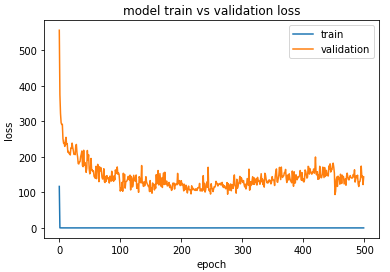 model train vs validation loss
train
validation
500
400
300
200
100
0
loss
0 100 200 300 400 500
epoch